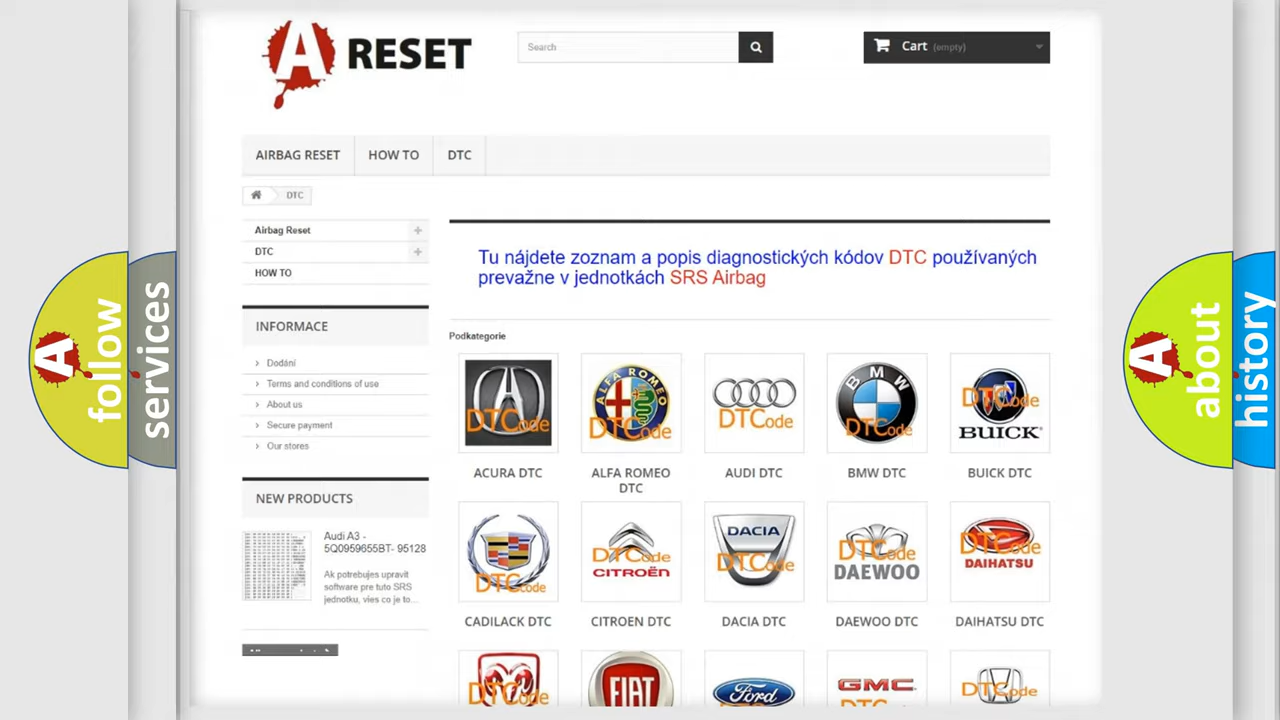 A RESET
Search
Cart (empty)
AIRBAG RESET
HOW TO
DTC
DTC
Airbag Reset
DTC
HOW TO
Tu nájdete zoznam a popis diagnostických kódov DTC používaných
prevažne v jednotkách SRS Airbag
INFORMACE
Dodání
Terms and conditions of use
About us
Secure payment
Our stores
NEW PRODUCTS
Audi A3 -
5Q0959655BT- 95128
Ak potrebujes upravit
software pre tuto SRS
jednotku, vies co je to...
Podkategorie
DTCode
ALFA ROMEO
DTCode
DTCode
BMW
DTCode
DTCode
BUICK
ACURA DTC
ALFA ROMEO
DTC
AUDI DTC
BMW DTC
BUICK DTC
DTCode
DTCode
CITROËN
DACIA
DTCode
DTCode
DAEWOO
DTCode
DAIHATSU
CADILACK DTC
CITROEN DTC
DACIA DTC
DAEWOO DTC
DAIHATSU DTC
DTCode
FIAT
Ford
GMC
DTCode
A follow
services
A about
history